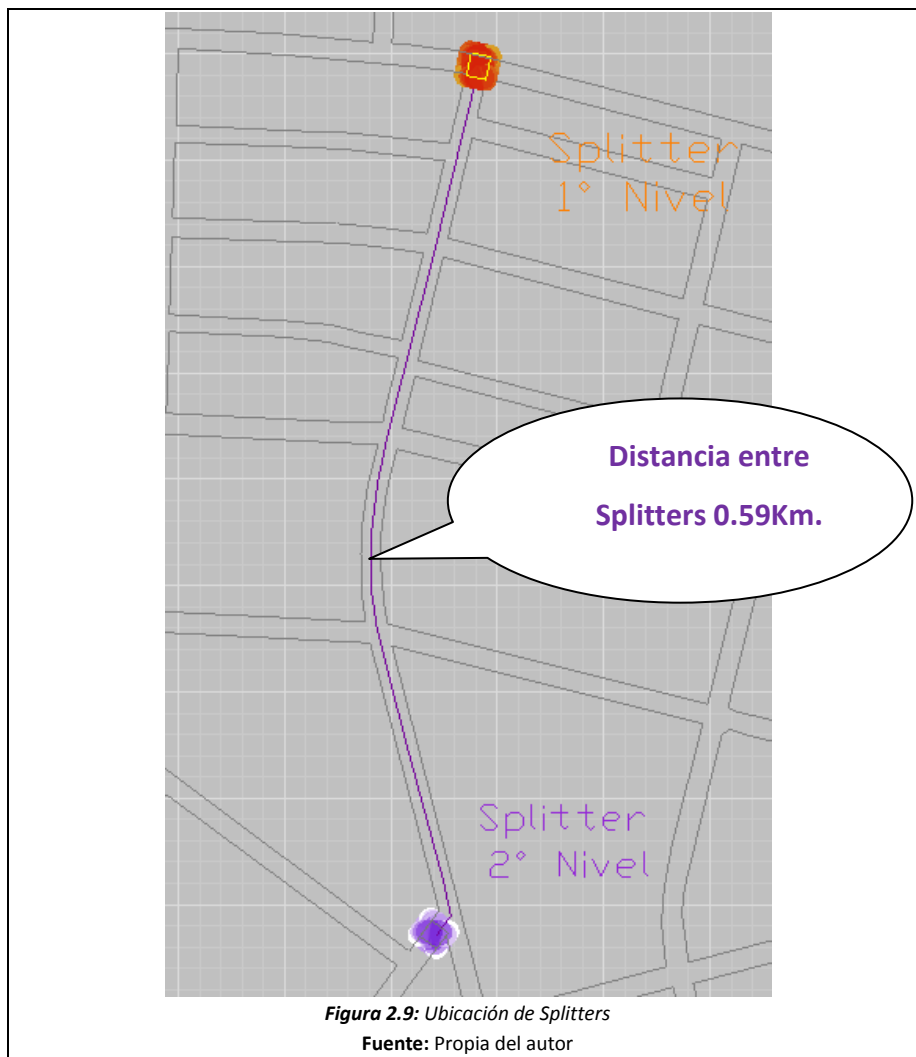 Splitter
1° Nivel
Distancia entre
Splitters 0.59Km.
Splitter
2° Nivel
Figura 2.9: Ubicación de Splitters
Fuente: Propia del autor